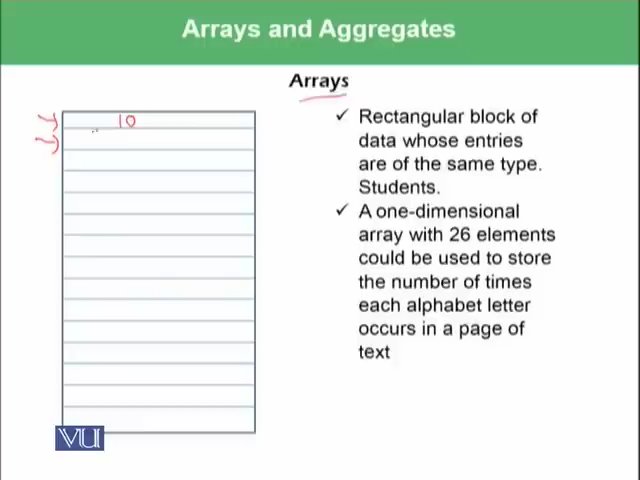 Arrays and Aggregates
Arrays
10
✓ Rectangular block of
data whose entries
are of the same type.
Students.
✓ A one-dimensional
array with 26 elements
could be used to store
the number of times
each alphabet letter
occurs in a page of
text
VU